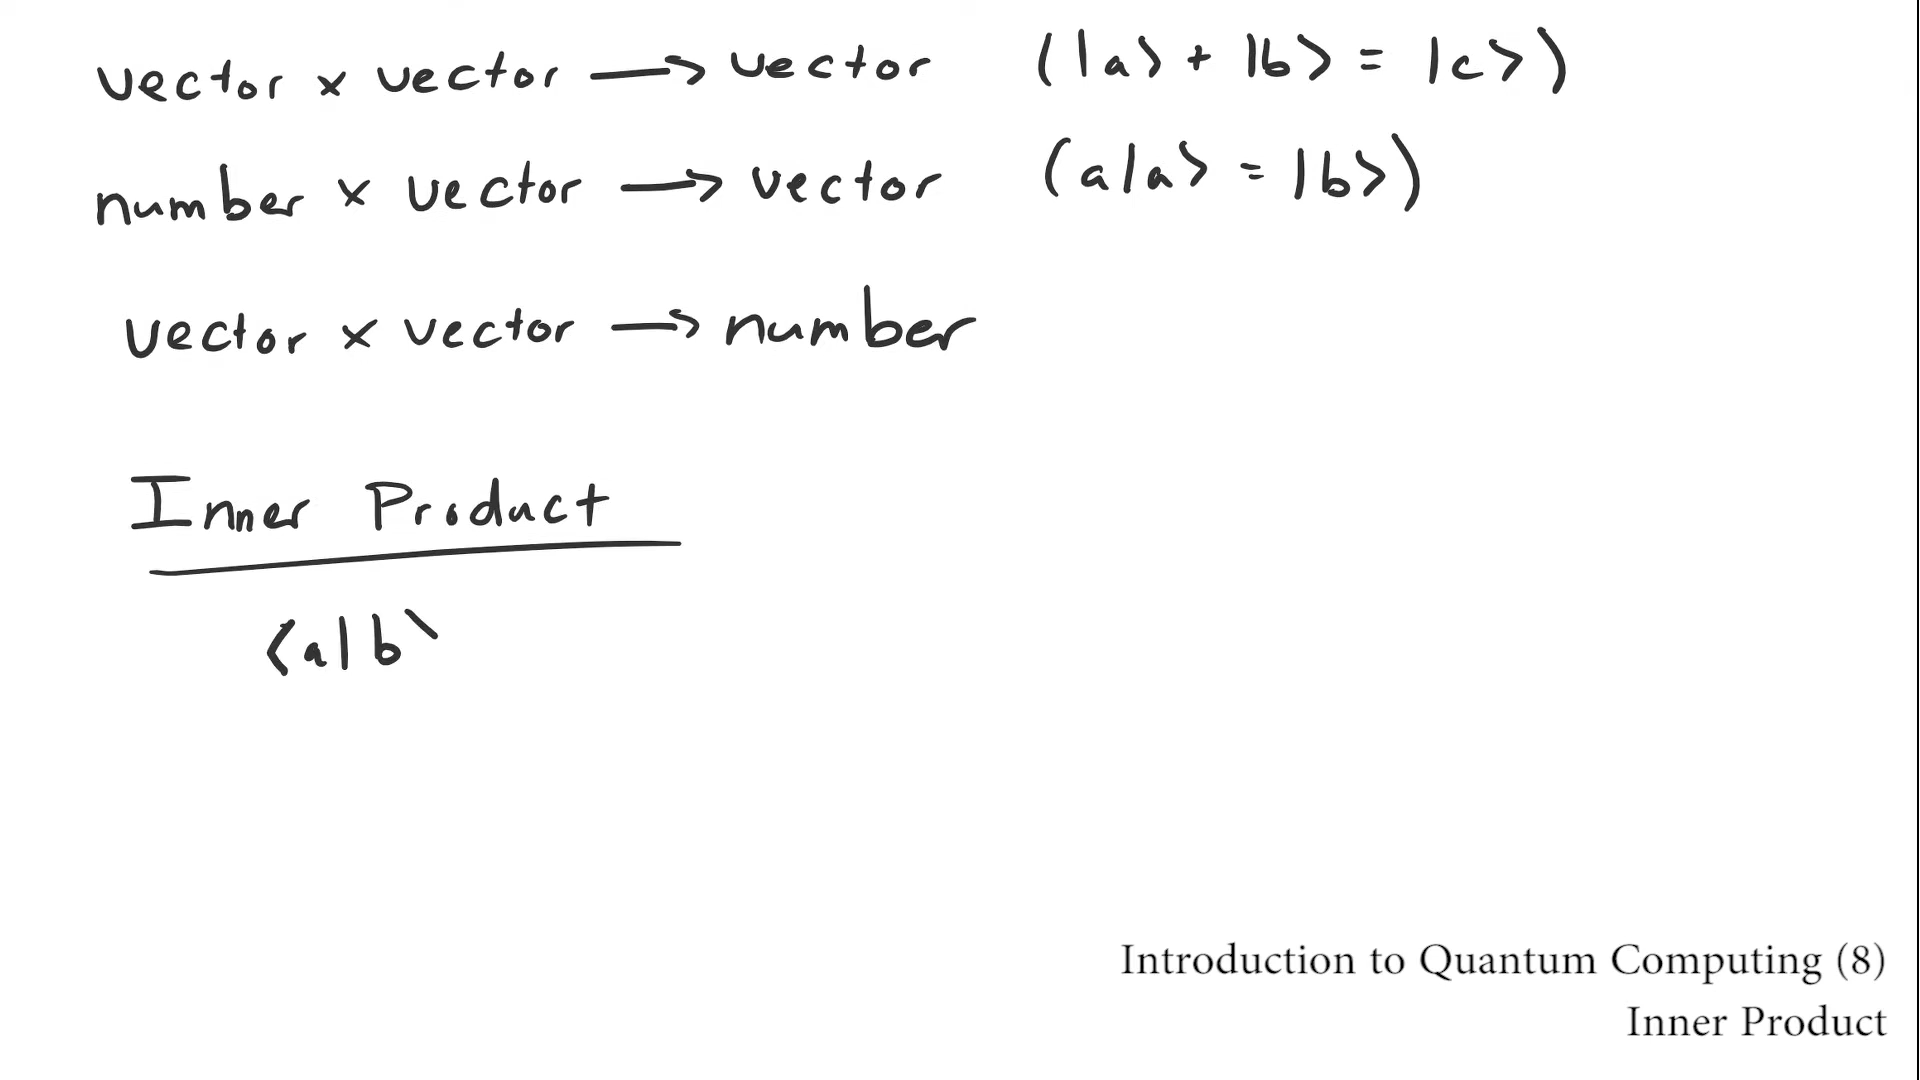 vector × vector ⟶ vector (|a⟩ + |b⟩ = |c⟩)
number × vector ⟶ vector (a|a⟩ = |b⟩)
vector × vector ⟶ number
Inner Product
⟨a|b\
Introduction to Quantum Computing (8)
Inner Product